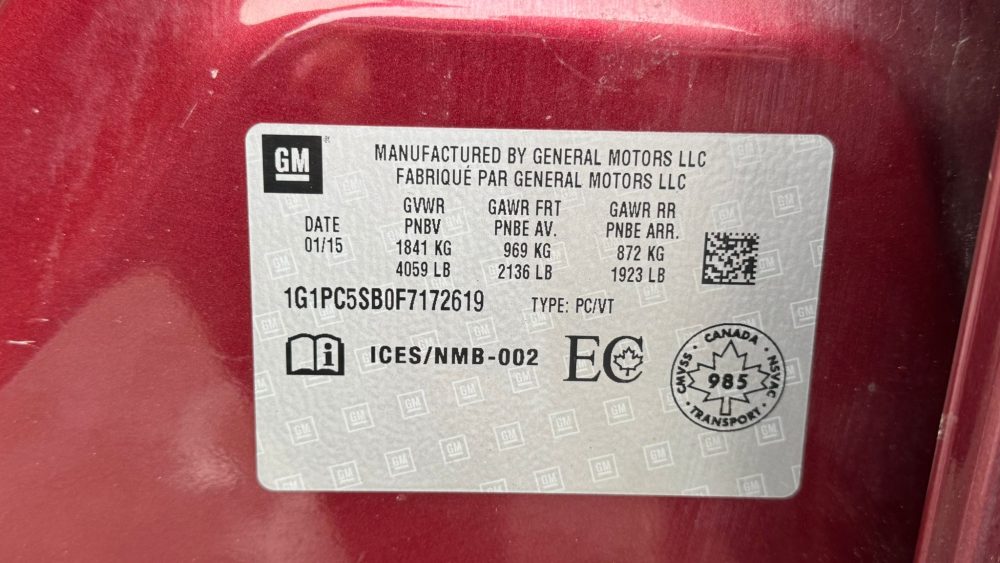 GM
MANUFACTURED BY GENERAL MOTORS LLC
FABRIQUÉ PAR GENERAL MOTORS LLC
DATE
01/15
GVWR
PNBV
1841 KG
4059 LB
GAWR FRT
PNBE AV.
969 KG
2136 LB
GAWR RR
PNBE ARR.
872 KG
1923 LB
1G1PC5SB0F7172619 TYPE: PC/VT
i ICES/NMB-002 EC
CANADA
CMVSS 985 NSVAC
TRANSPORT